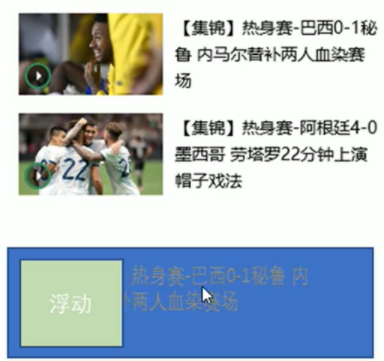 【集锦】热身赛-巴西0-1秘
鲁 内马尔替补两人血染赛
场
【集锦】热身赛-阿根廷4-0
墨西哥 劳塔罗22分钟上演
帽子戏法
22
浮动
热身赛-巴西0-1秘鲁 内
卜两人血染赛场